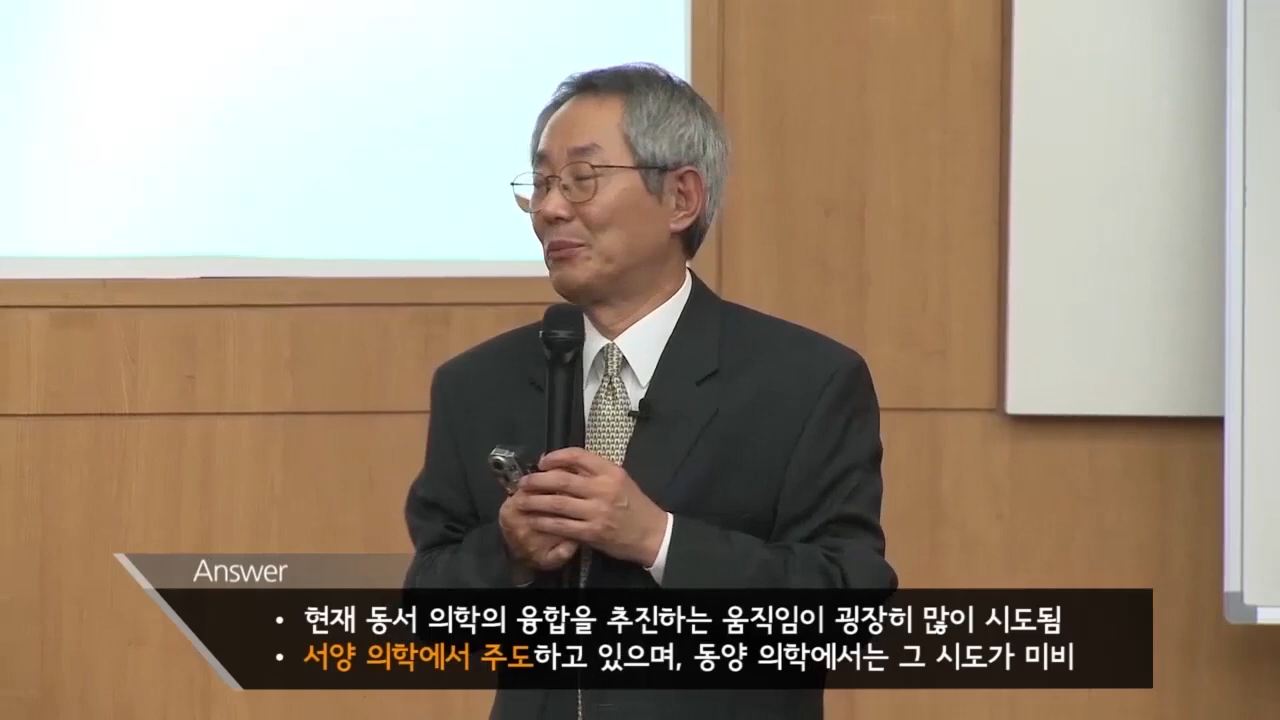 Answer
• 현재 동서 의학의 융합을 추진하는 움직임이 굉장히 많이 시도됨
• 서양 의학에서 주도하고 있으며, 동양 의학에서는 그 시도가 미비